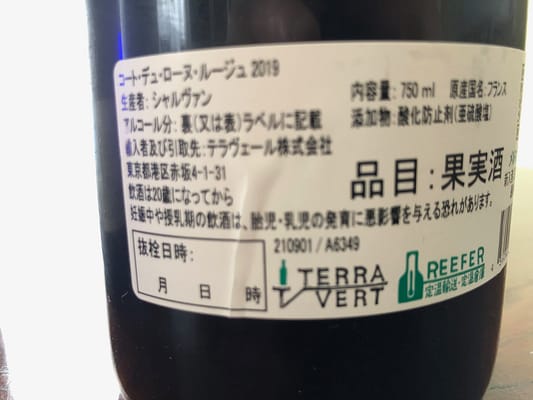 コート・デュ・ローヌ・ルージュ 2019
生産者: シャルヴァン
アルコール分: 裏(又は表)ラベルに記載
輸入者及び引取先: テラヴェール株式会社
東京都港区赤坂4-1-31
飲酒は20歳になってから
妊娠中や授乳期の飲酒は、胎児・乳児の発育に悪影響を与える恐れがあります。
内容量: 750 ml 原産国名: フランス
添加物: 酸化防止剤(亜硫酸塩)
品目: 果実酒
抜栓日時:
月 日 時
210901 / A6349
TERRA
VERT
REEFER
定温輸送・定温倉庫